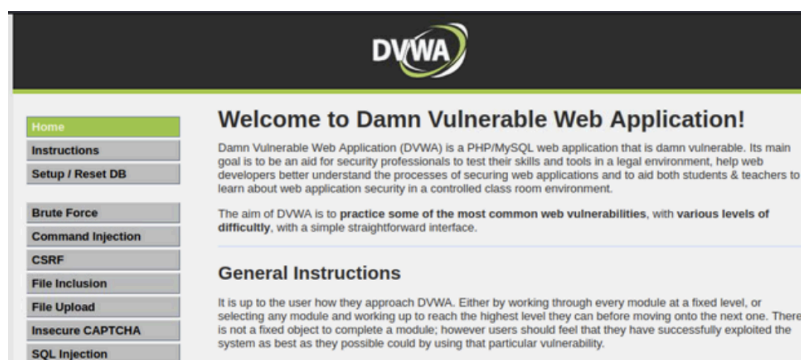 DVWA
Home
Instructions
Setup / Reset DB
Brute Force
Command Injection
CSRF
File Inclusion
File Upload
Insecure CAPTCHA
SQL Injection
Welcome to Damn Vulnerable Web Application!
Damn Vulnerable Web Application (DVWA) is a PHP/MySQL web application that is damn vulnerable. Its main
goal is to be an aid for security professionals to test their skills and tools in a legal environment, help web
developers better understand the processes of securing web applications and to aid both students & teachers to
learn about web application security in a controlled class room environment.
The aim of DVWA is to practice some of the most common web vulnerabilities, with various levels of
difficultly, with a simple straightforward interface.
General Instructions
It is up to the user how they approach DVWA. Either by working through every module at a fixed level, or
selecting any module and working up to reach the highest level they can before moving onto the next one. There
is not a fixed object to complete a module; however users should feel that they have successfully exploited the
system as best as they possible could by using that particular vulnerability.